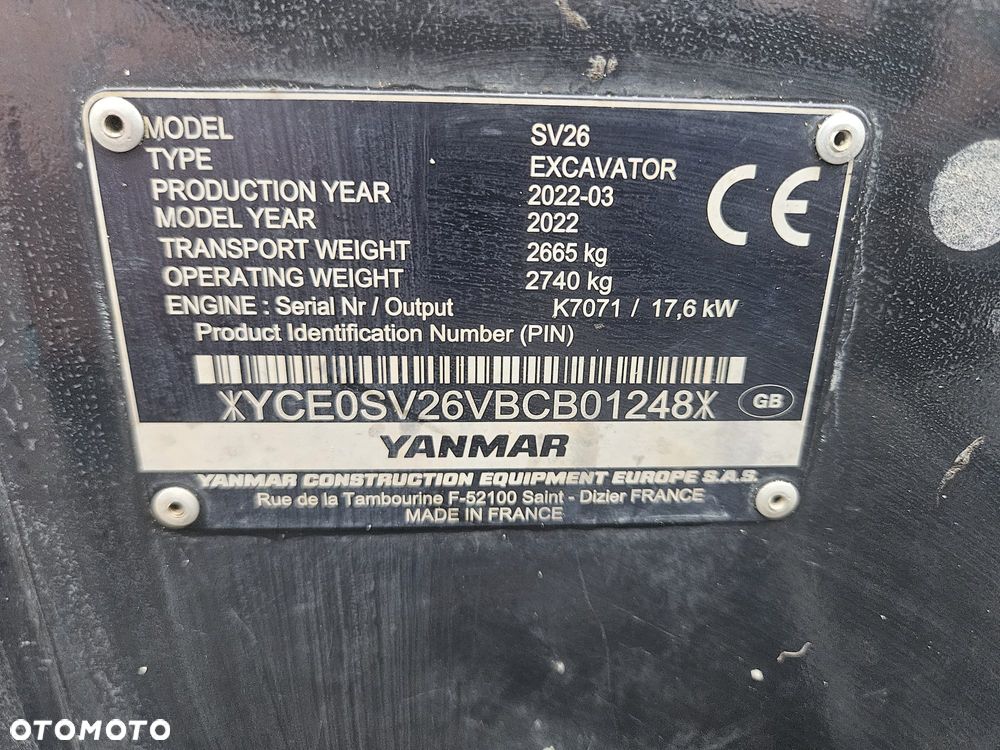 MODEL SV26
TYPE EXCAVATOR
PRODUCTION YEAR 2022-03
MODEL YEAR 2022
TRANSPORT WEIGHT 2665 kg
OPERATING WEIGHT 2740 kg
ENGINE : Serial Nr / Output K7071 / 17,6 kW
Product Identification Number (PIN)
CE
*YCE0SV26VBCB01248*
GB
YANMAR
YANMAR CONSTRUCTION EQUIPMENT EUROPE S.A.S.
Rue de la Tambourine F-52100 Saint - Dizier FRANCE
MADE IN FRANCE
OTOMOTO